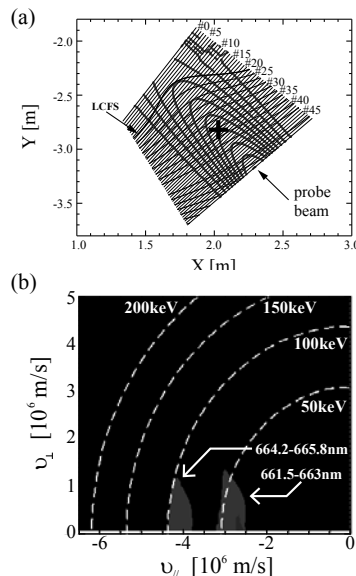 (a)
#0
#5
#10
#15
#20
#25
#30
#35
#40
#45
-2.0
-2.5
-3.0
-3.5
Y [m]
LCFS
probe
beam
1.0 1.5 2.0 2.5 3.0
X [m]
(b)
5
4
3
2
1
0
υ⊥ [10⁶ m/s]
200keV
150keV
100keV
50keV
664.2-665.8nm
661.5-663nm
-6 -4 -2 0
υ∥ [10⁶ m/s]